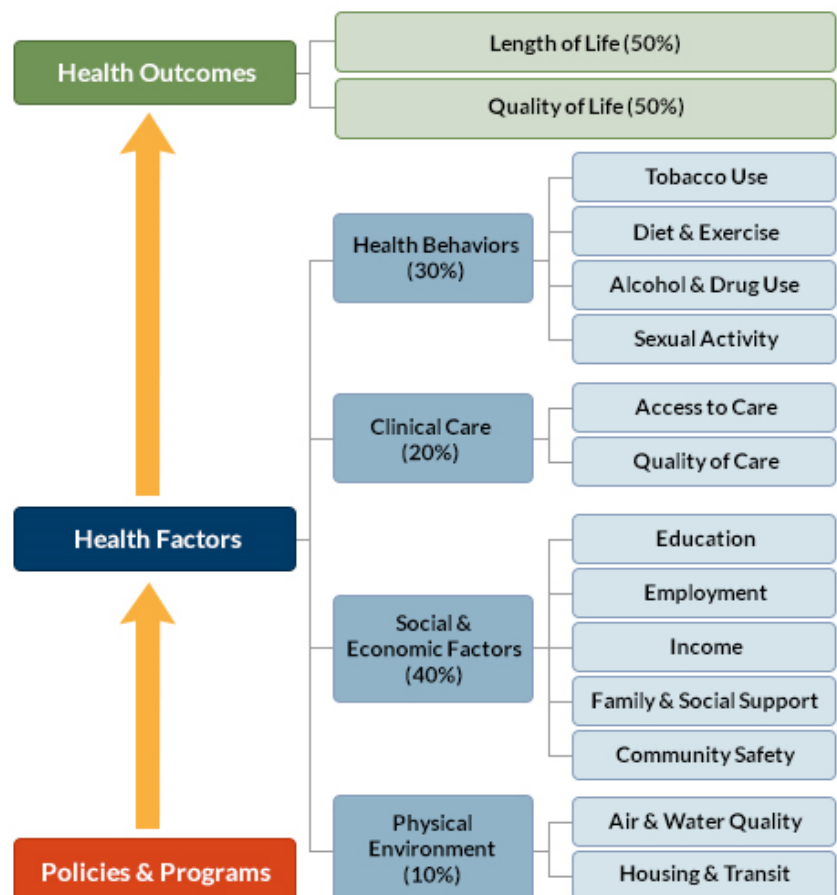 Health Outcomes
Length of Life (50%)
Quality of Life (50%)
Health Behaviors
(30%)
Tobacco Use
Diet & Exercise
Alcohol & Drug Use
Sexual Activity
Clinical Care
(20%)
Access to Care
Quality of Care
Health Factors
Social &
Economic Factors
(40%)
Education
Employment
Income
Family & Social Support
Community Safety
Physical
Environment
(10%)
Air & Water Quality
Housing & Transit
Policies & Programs